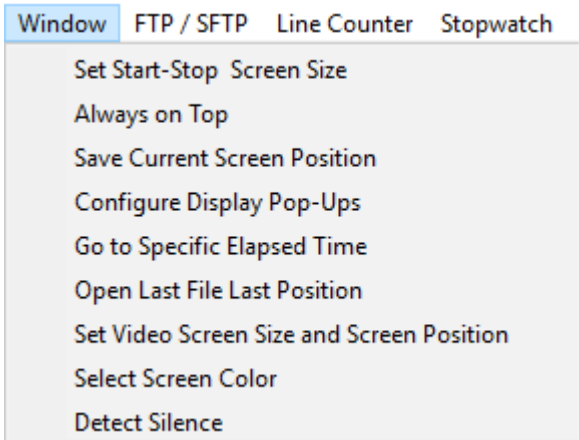 Window FTP / SFTP Line Counter Stopwatch
Set Start-Stop  Screen Size
Always on Top
Save Current Screen Position
Configure Display Pop-Ups
Go to Specific Elapsed Time
Open Last File Last Position
Set Video Screen Size and Screen Position
Select Screen Color
Detect Silence